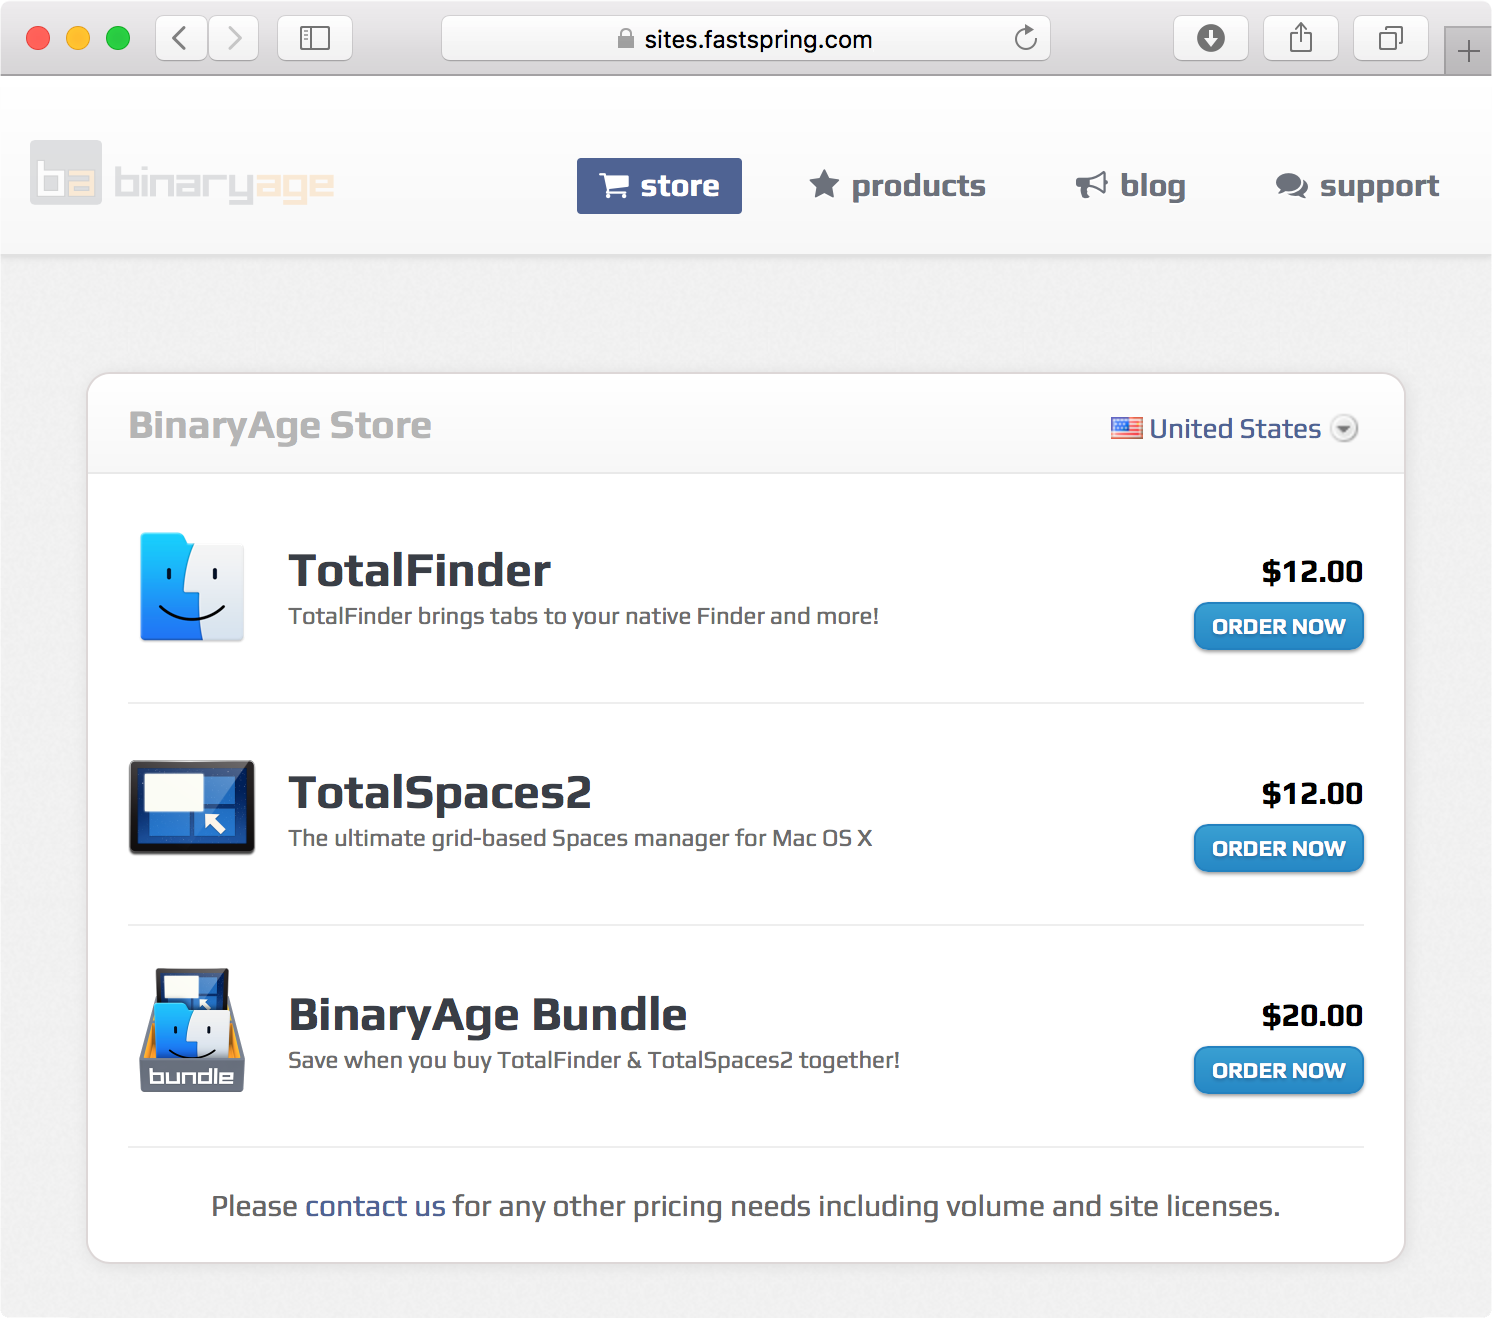 sites.fastspring.com
ba binaryage
store
products
blog
support
BinaryAge Store
United States
TotalFinder
$12.00
TotalFinder brings tabs to your native Finder and more!
ORDER NOW
TotalSpaces2
$12.00
The ultimate grid-based Spaces manager for Mac OS X
ORDER NOW
bundle
BinaryAge Bundle
$20.00
Save when you buy TotalFinder & TotalSpaces2 together!
ORDER NOW
Please contact us for any other pricing needs including volume and site licenses.